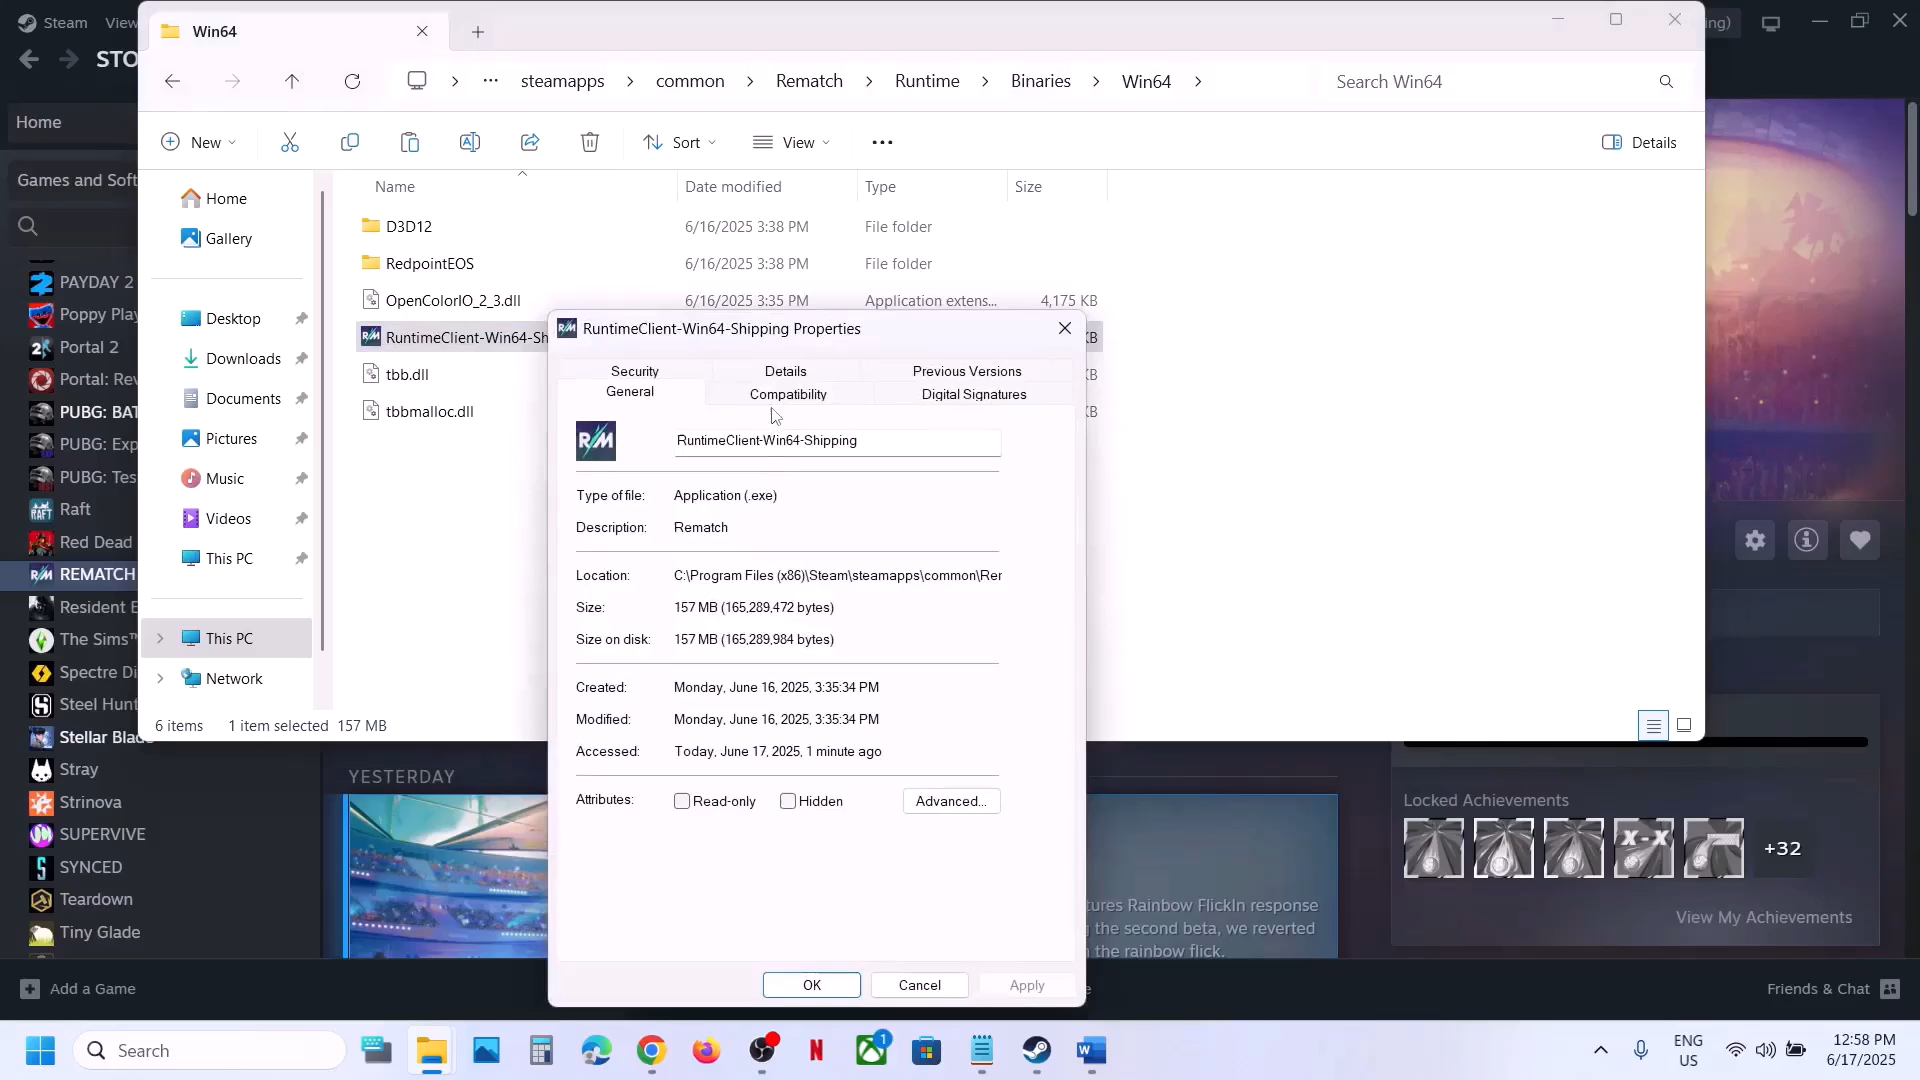 Steam View
Win64
ng)
STO
steamapps > common > Rematch > Runtime > Binaries > Win64 >
Search Win64
Home
New
Sort
View
Details
Games and Soft
Home
Gallery
Desktop
Downloads
Documents
Pictures
Music
Videos
This PC
This PC
Network
Name
Date modified
Type
Size
D3D12 6/16/2025 3:38 PM File folder
RedpointEOS 6/16/2025 3:38 PM File folder
OpenColorIO_2_3.dll 6/16/2025 3:35 PM Application extens... 4,175 KB
RuntimeClient-Win64-Sh KB
tbb.dll KB
tbbmalloc.dll KB
6 items 1 item selected 157 MB
PAYDAY 2
Poppy Play
Portal 2
Portal: Rev
PUBG: BAT
PUBG: Exp
PUBG: Tes
Raft
Red Dead
REMATCH
Resident E
The Sims™
Spectre Di
Steel Hunt
Stellar Blade
Stray
Strinova
SUPERVIVE
SYNCED
Teardown
Tiny Glade
Add a Game
RuntimeClient-Win64-Shipping Properties
Security
Details
Previous Versions
General
Compatibility
Digital Signatures
R/M
RuntimeClient-Win64-Shipping
Type of file: Application (.exe)
Description: Rematch
Location: C:\Program Files (x86)\Steam\steamapps\common\Rer
Size: 157 MB (165,289,472 bytes)
Size on disk: 157 MB (165,289,984 bytes)
Created: Monday, June 16, 2025, 3:35:34 PM
Modified: Monday, June 16, 2025, 3:35:34 PM
Accessed: Today, June 17, 2025, 1 minute ago
Attributes: Read-only Hidden Advanced...
OK
Cancel
Apply
YESTERDAY
tures Rainbow FlickIn response
g the second beta, we reverted
n the rainbow flick.
Locked Achievements
X-X
+32
View My Achievements
Friends & Chat
Search
1
ENG
US
12:58 PM
6/17/2025